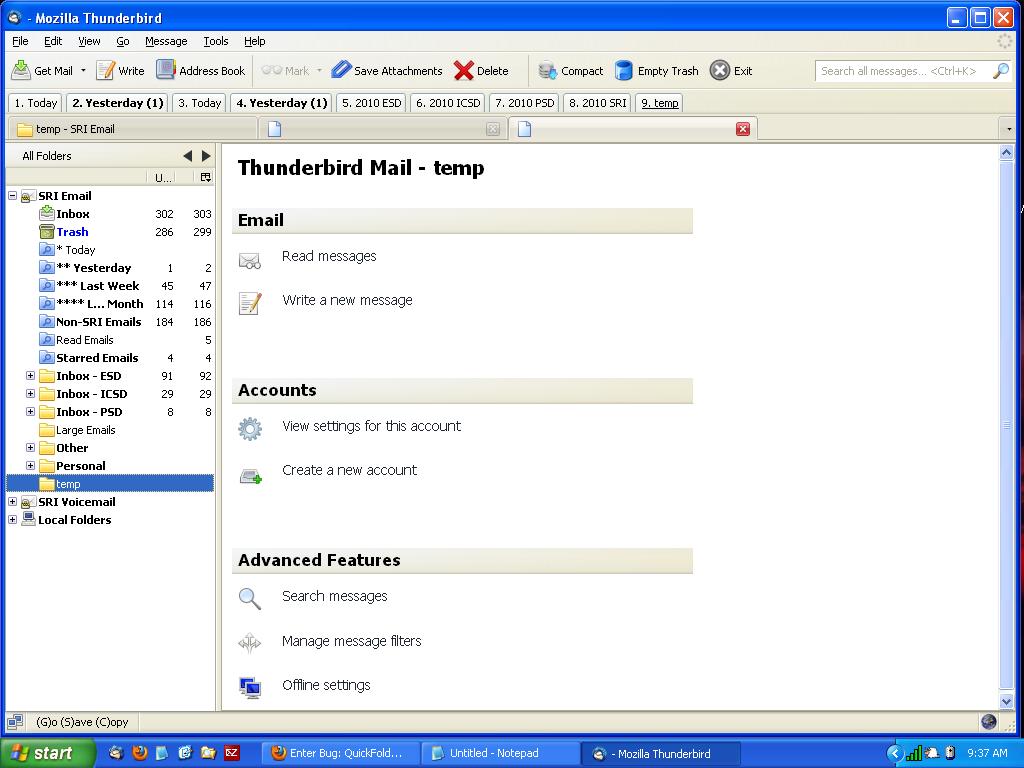 - Mozilla Thunderbird
File Edit View Go Message Tools Help
Get Mail Write Address Book Mark Save Attachments Delete Compact Empty Trash Exit Search all messages... <Ctrl+K>
1. Today 2. Yesterday (1) 3. Today 4. Yesterday (1) 5. 2010 ESD 6. 2010 ICSD 7. 2010 PSD 8. 2010 SRI 9. temp
temp - SRI Email
All Folders
U...
SRI Email
Inbox 302 303
Trash 286 299
* Today
** Yesterday 1 2
*** Last Week 45 47
**** L... Month 114 116
Non-SRI Emails 184 186
Read Emails 5
Starred Emails 4 4
Inbox - ESD 91 92
Inbox - ICSD 29 29
Inbox - PSD 8 8
Large Emails
Other
Personal
temp
SRI Voicemail
Local Folders
Thunderbird Mail - temp
Email
Read messages
Write a new message
Accounts
View settings for this account
Create a new account
Advanced Features
Search messages
Manage message filters
Offline settings
(G)o (S)ave (C)opy
start Enter Bug: QuickFold... Untitled - Notepad - Mozilla Thunderbird 9:37 AM